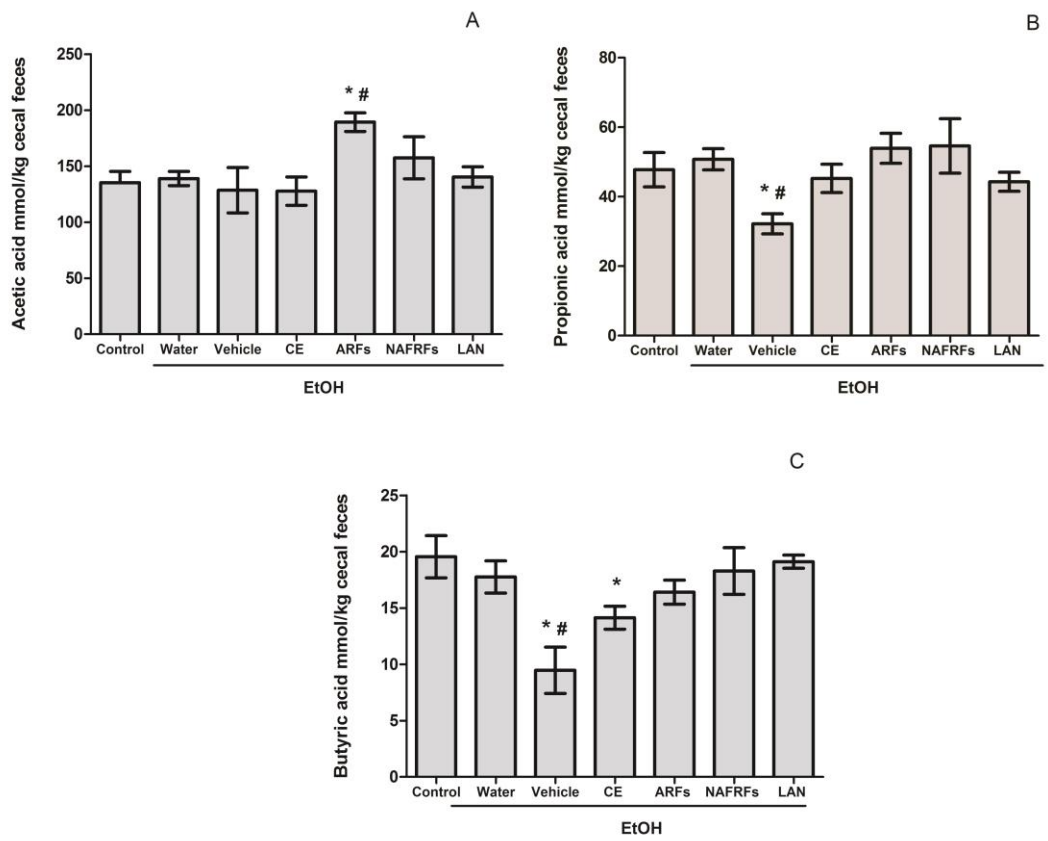 A
Acetic acid mmol/kg cecal feces
250
200
150
100
50
0
* #
Control Water Vehicle CE ARFs NAFRFs LAN
EtOH
B
Propionic acid mmol/kg cecal feces
80
60
40
20
0
* #
Control Water Vehicle CE ARFs NAFRFs LAN
EtOH
C
Butyric acid mmol/kg cecal feces
25
20
15
10
5
0
* #
*
Control Water Vehicle CE ARFs NAFRFs LAN
EtOH